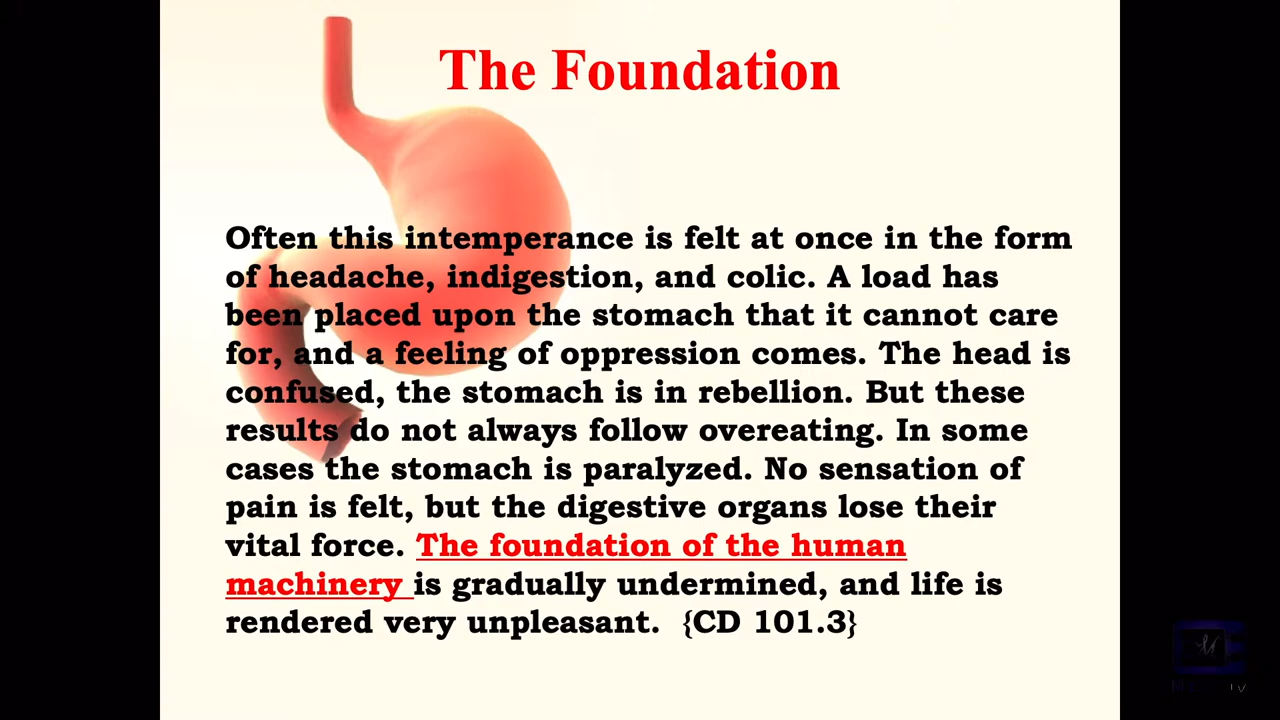 The Foundation
Often this intemperance is felt at once in the form
of headache, indigestion, and colic. A load has
been placed upon the stomach that it cannot care
for, and a feeling of oppression comes. The head is
confused, the stomach is in rebellion. But these
results do not always follow overeating. In some
cases the stomach is paralyzed. No sensation of
pain is felt, but the digestive organs lose their
vital force. The foundation of the human
machinery is gradually undermined, and life is
rendered very unpleasant.  {CD 101.3}